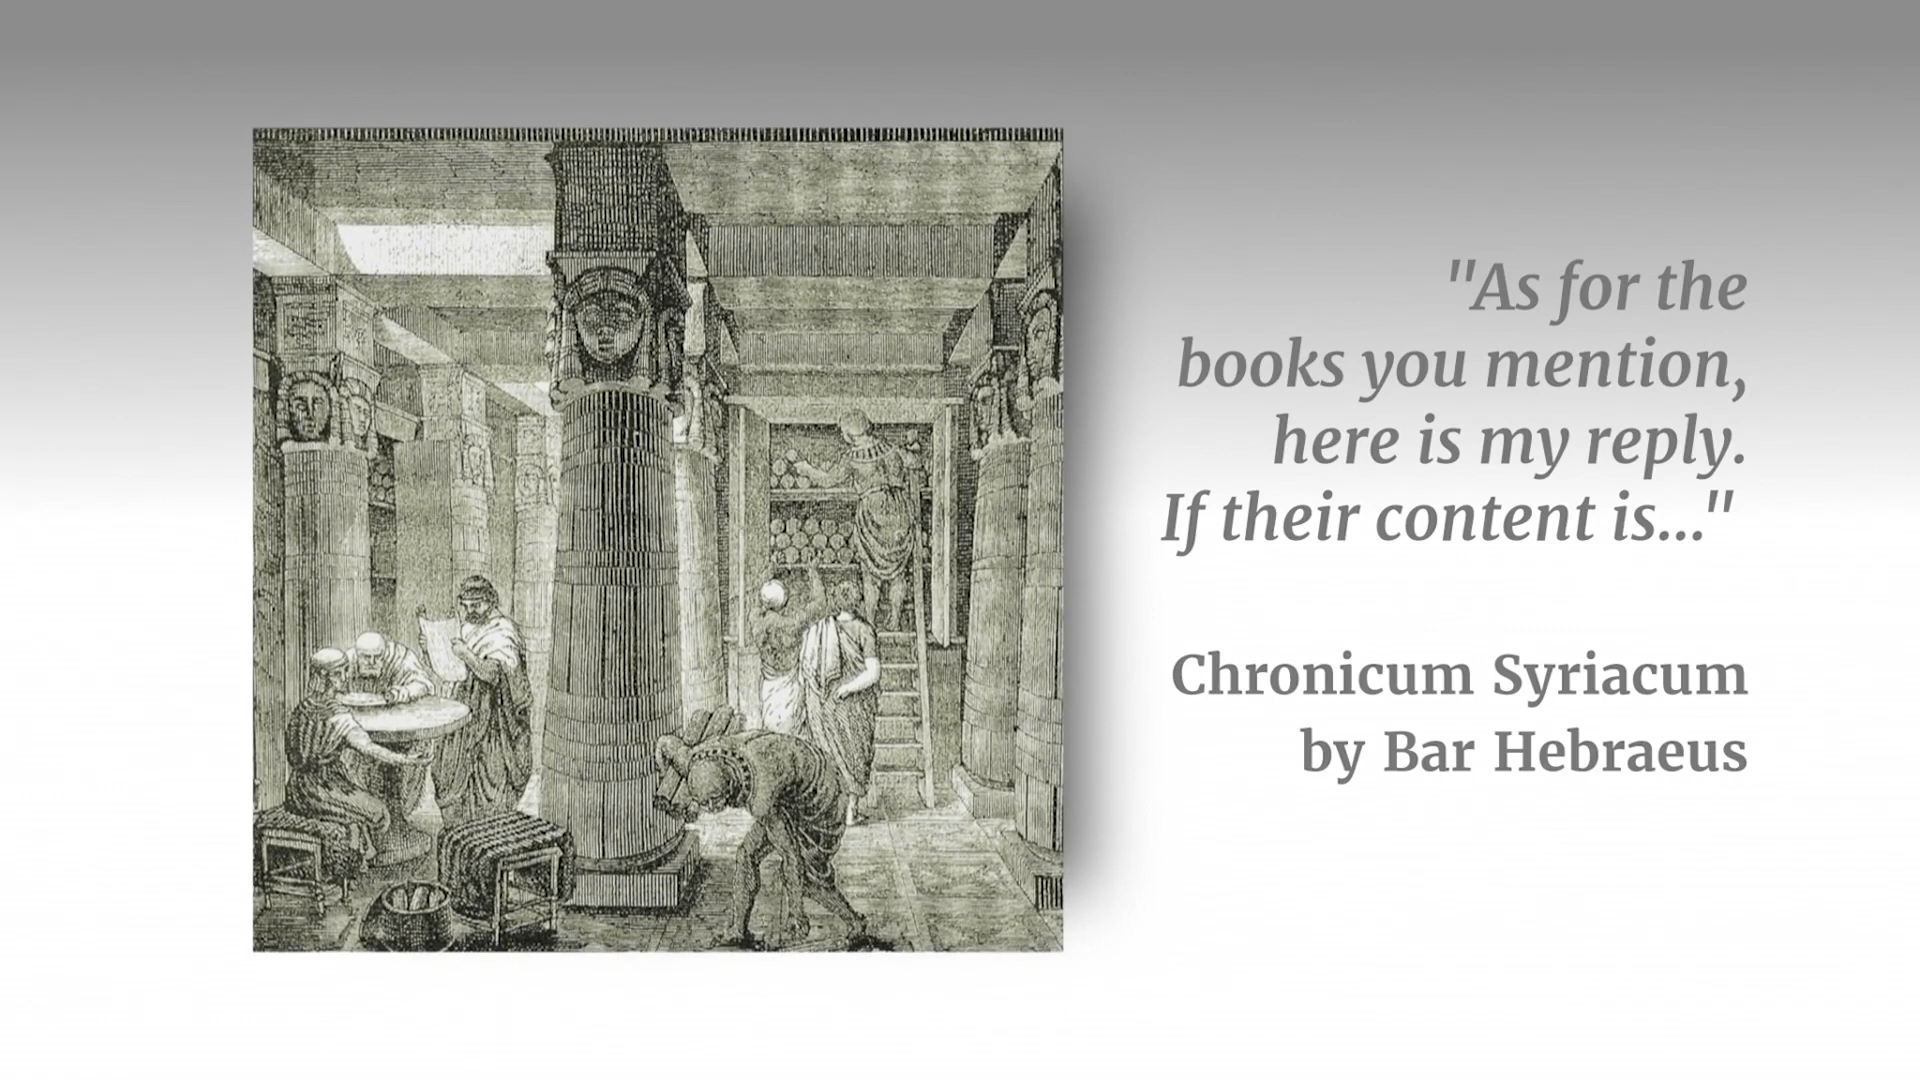 "As for the
books you mention,
here is my reply.
If their content is..."
Chronicum Syriacum
by Bar Hebraeus